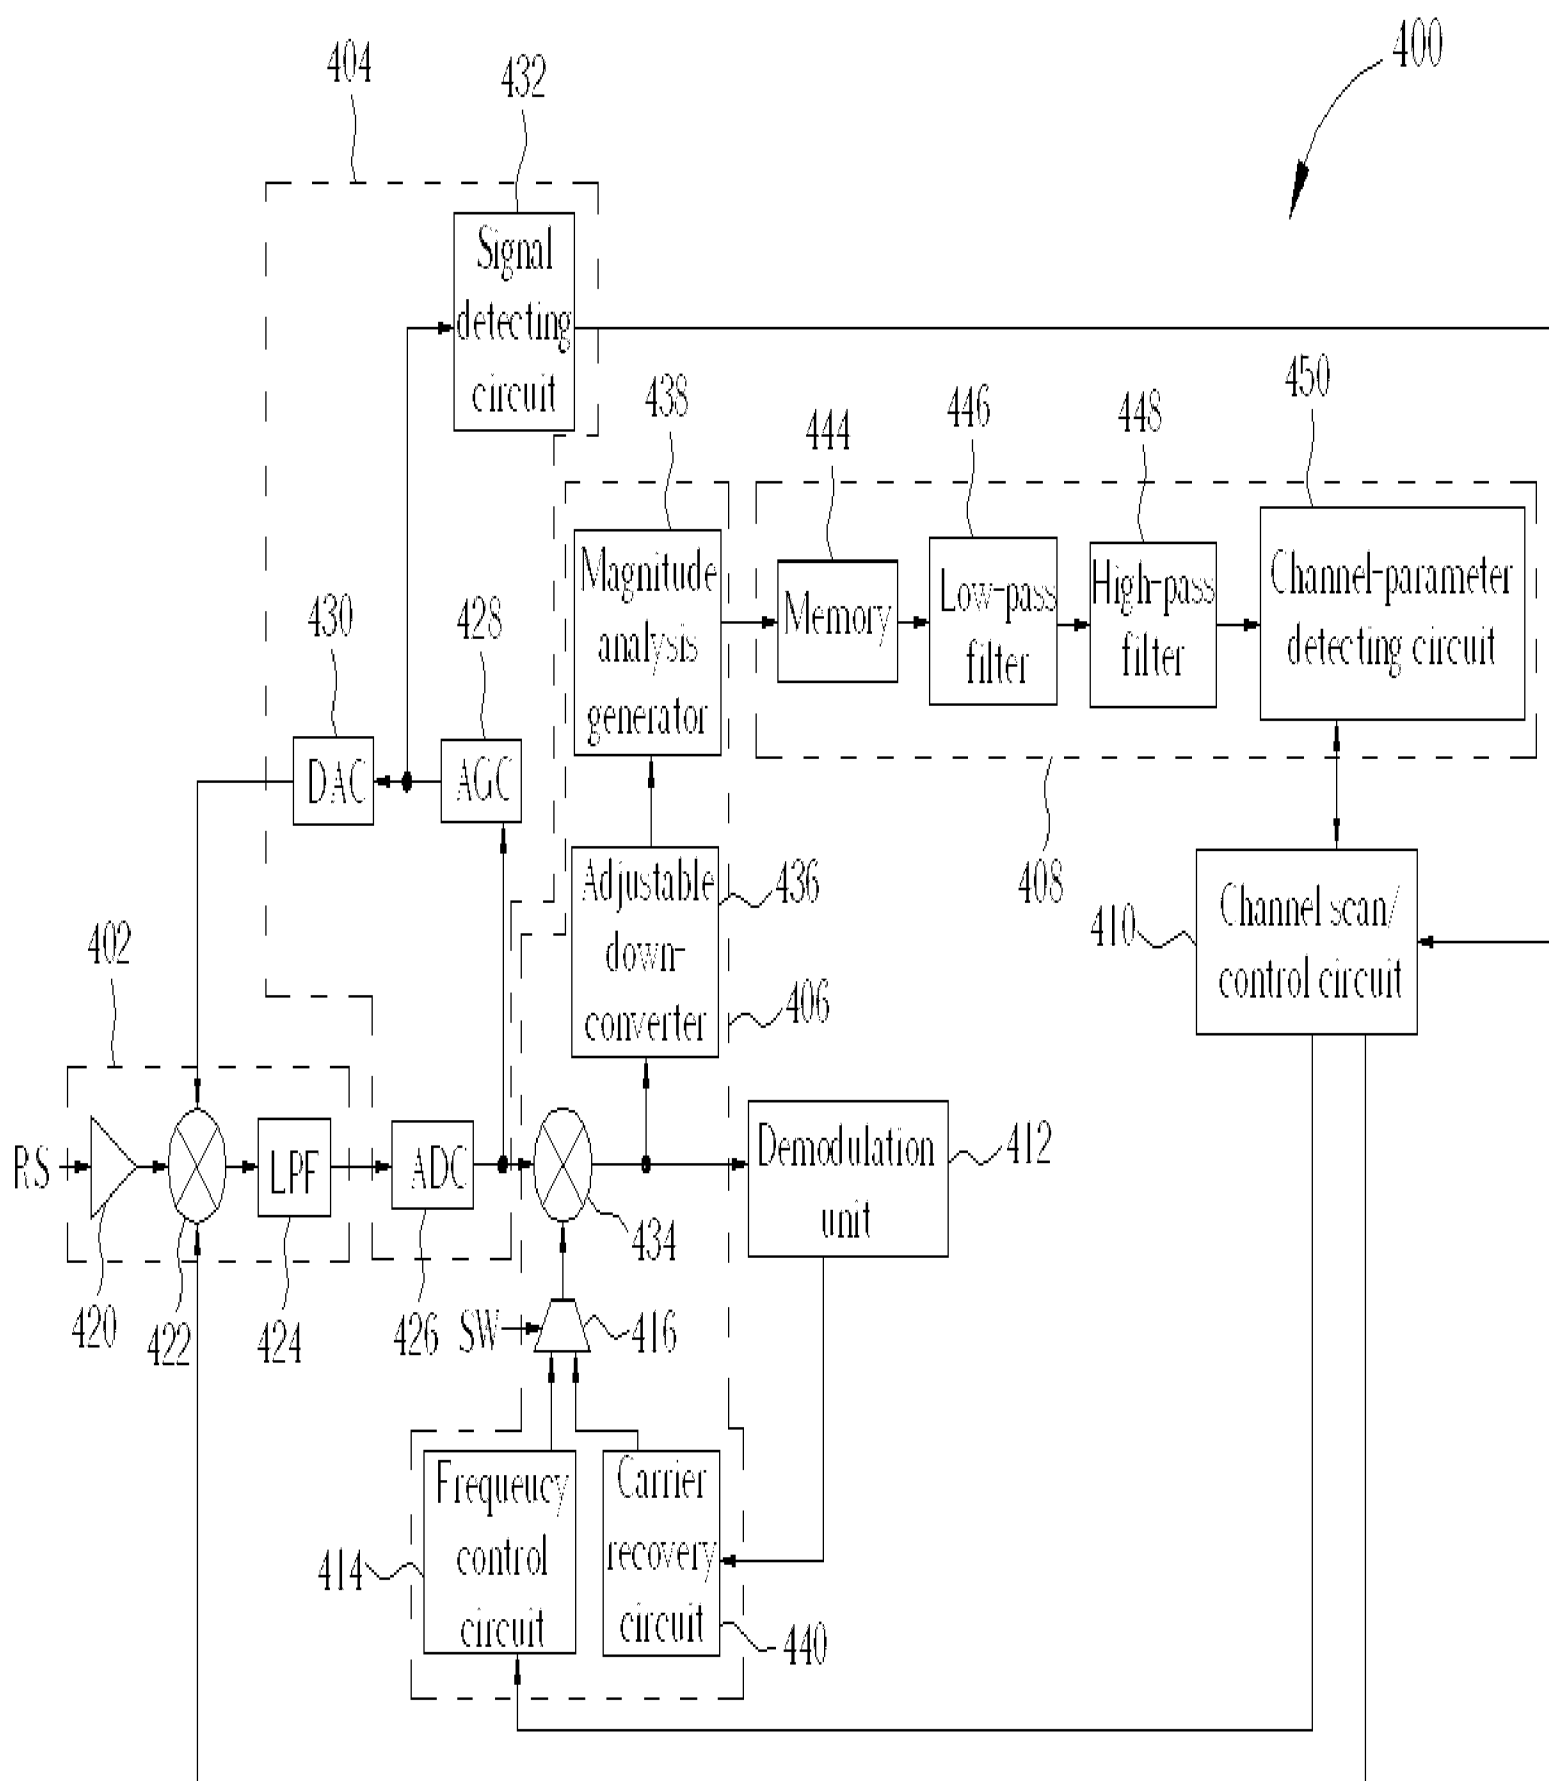 400
404
432
Signal
detecting
circuit
438
444
446
448
450
Magnitude
analysis
generator
Memory
Low-pass
filter
High-pass
filter
Channel-parameter
detecting circuit
430
428
DAC
AGC
408
Adjustable
down-
converter
436
406
410
Channel scan/
control circuit
402
RS
LPF
ADC
Demodulation
unit
412
434
420
422
424
426
SW
416
Frequeucy
control
circuit
414
Carrier
recovery
circuit
440